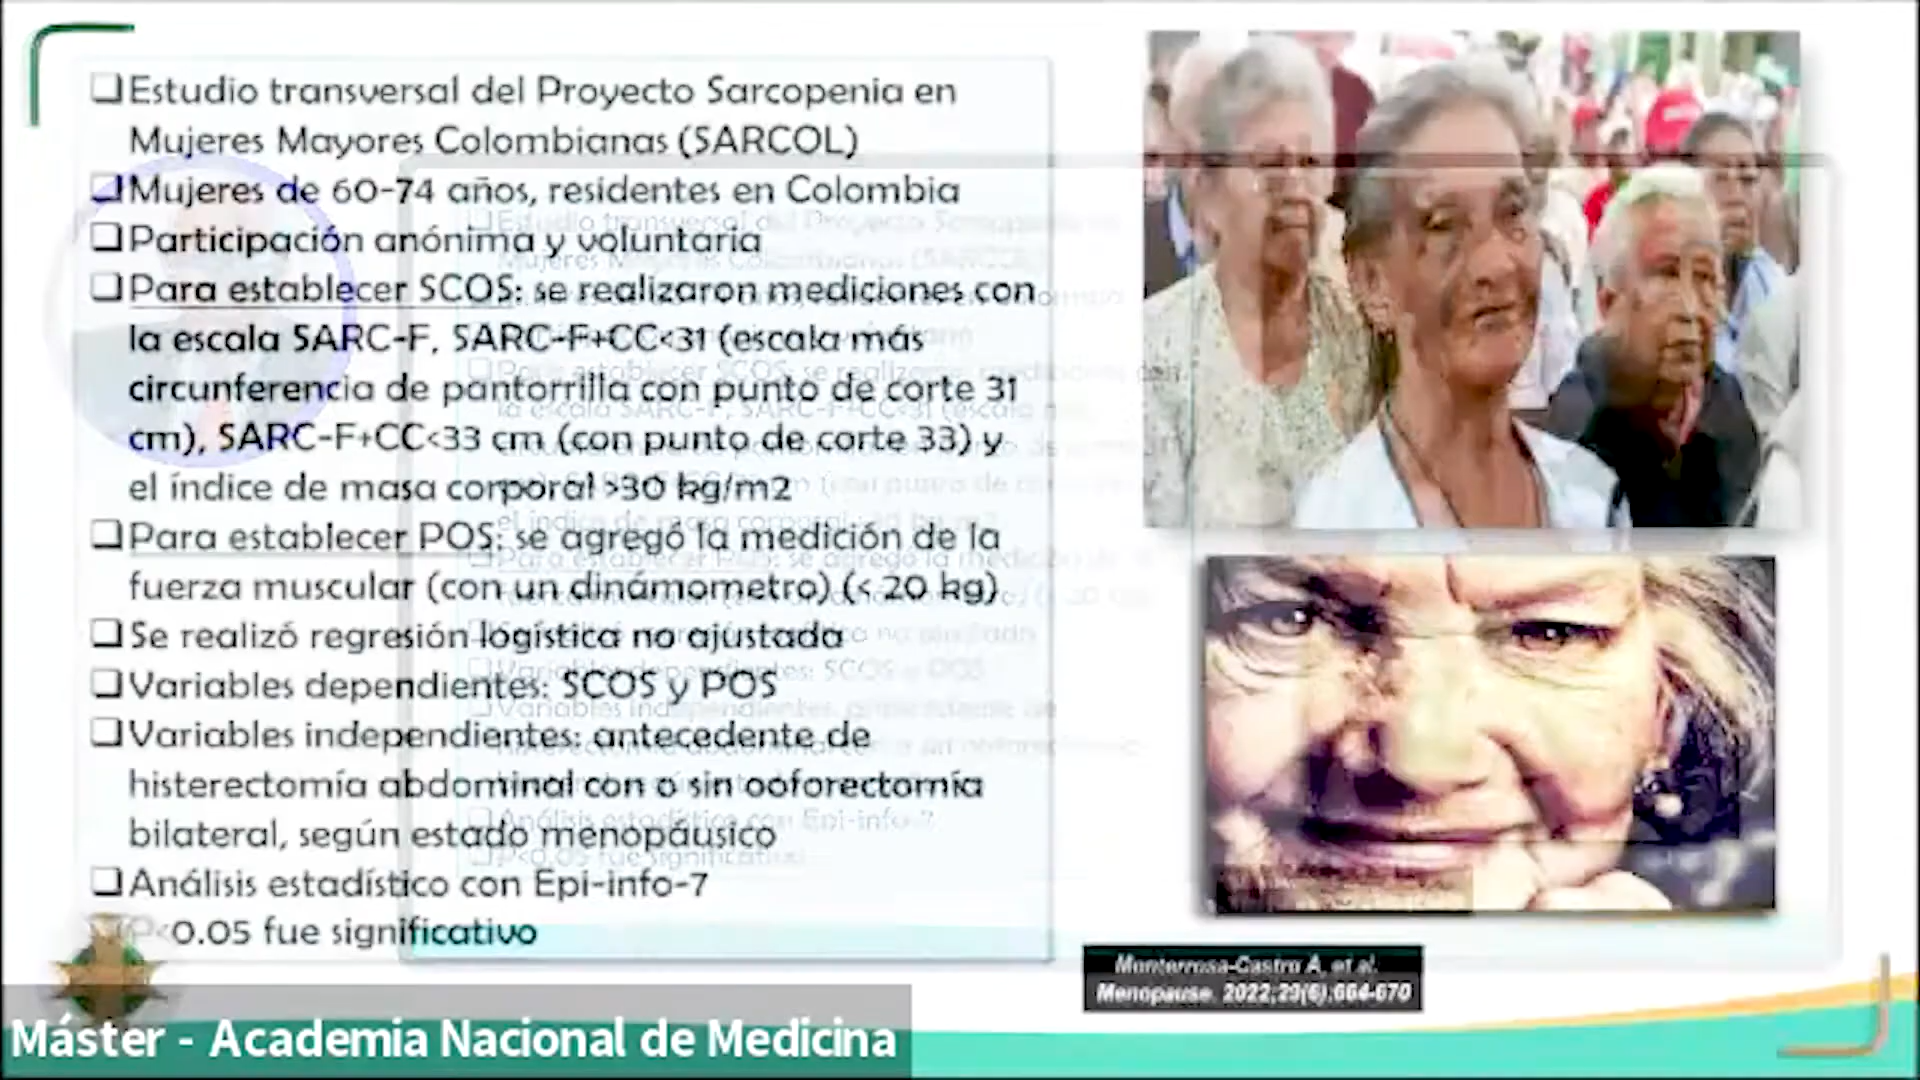 Estudio transversal del Proyecto Sarcopenia en
Mujeres Mayores Colombianas (SARCOL)
Mujeres de 60-74 años, residentes en Colombia
Participación anónima y voluntaria
Para establecer SCOS: se realizaron mediciones con
la escala SARC-F, SARC-F+CC<31 (escala más
circunferencia de pantorrilla con punto de corte 31
cm), SARC-F+CC<33 cm (con punto de corte 33) y
el índice de masa corporal >30 kg/m2
Para establecer POS: se agregó la medición de la
fuerza muscular (con un dinámometro) (< 20 kg)
Se realizó regresión logística no ajustada
Variables dependientes: SCOS y POS
Variables independientes: antecedente de
histerectomía abdominal con o sin ooforectomía
bilateral, según estado menopáusico
Análisis estadístico con Epi-info-7
P<0.05 fue significativo
Monterrosa-Castro A, et al.
Menopause. 2022;29(6),664-670
Máster - Academia Nacional de Medicina